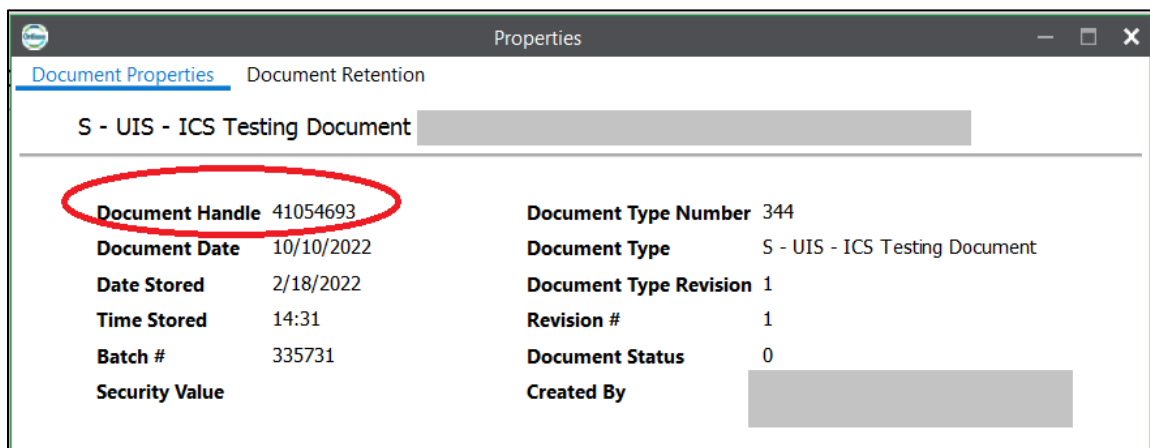 Properties
Document Properties Document Retention
S - UIS - ICS Testing Document
Document Handle 41054693 Document Type Number 344
Document Date 10/10/2022 Document Type S - UIS - ICS Testing Document
Date Stored 2/18/2022 Document Type Revision 1
Time Stored 14:31 Revision # 1
Batch # 335731 Document Status 0
Security Value Created By